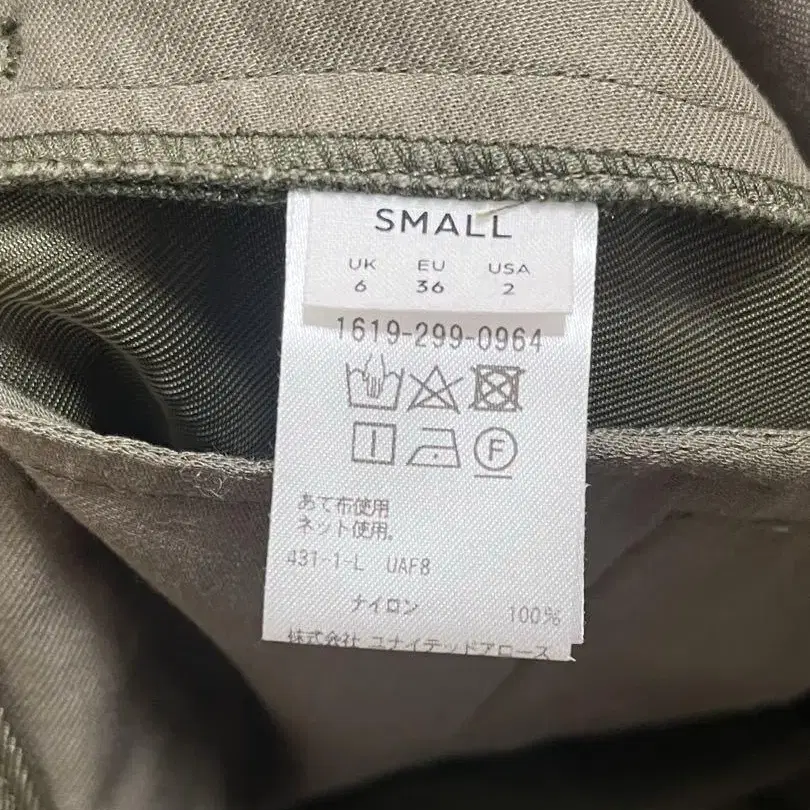 SMALL
UK EU USA
6 36 2
1619-299-0964
F
あて布使用
ネット使用。
431-1-L UAF8
ナイロン 100%
株式会社 ユナイテッドアローズ